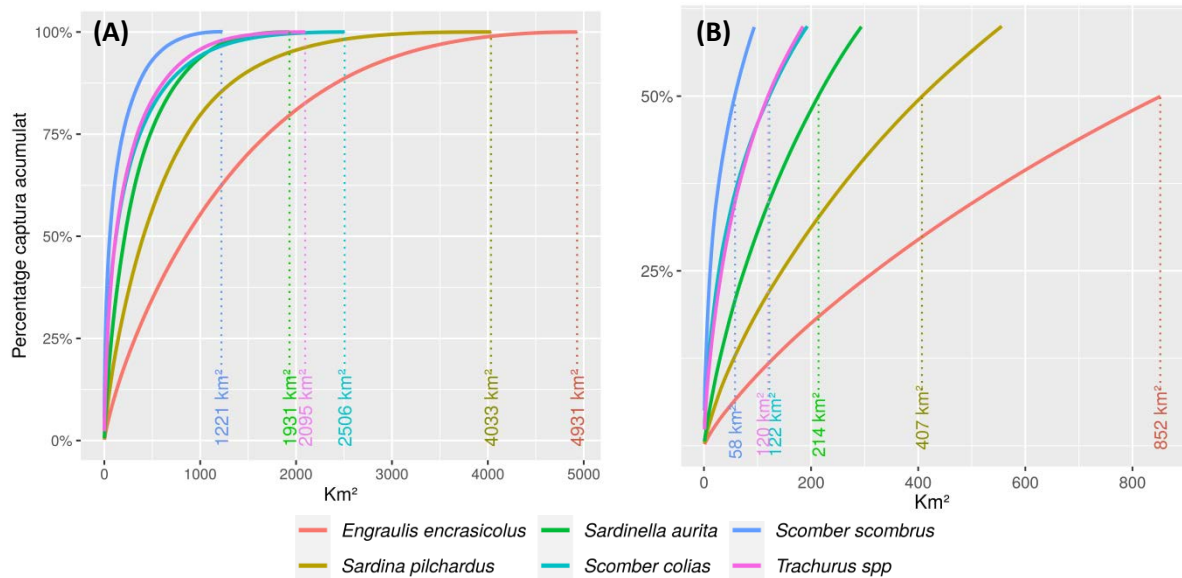 (A)
Percentatge captura acumulat
100%
75%
50%
25%
0%
1221 km²
1931 km²
2095 km²
2506 km²
4033 km²
4931 km²
0 1000 2000 3000 4000 5000
Km²
(B)
50%
25%
58 km²
120 km²
122 km²
214 km²
407 km²
852 km²
0 200 400 600 800
Km²
Engraulis encrasicolus Sardinella aurita Scomber scombrus
Sardina pilchardus Scomber colias Trachurus spp